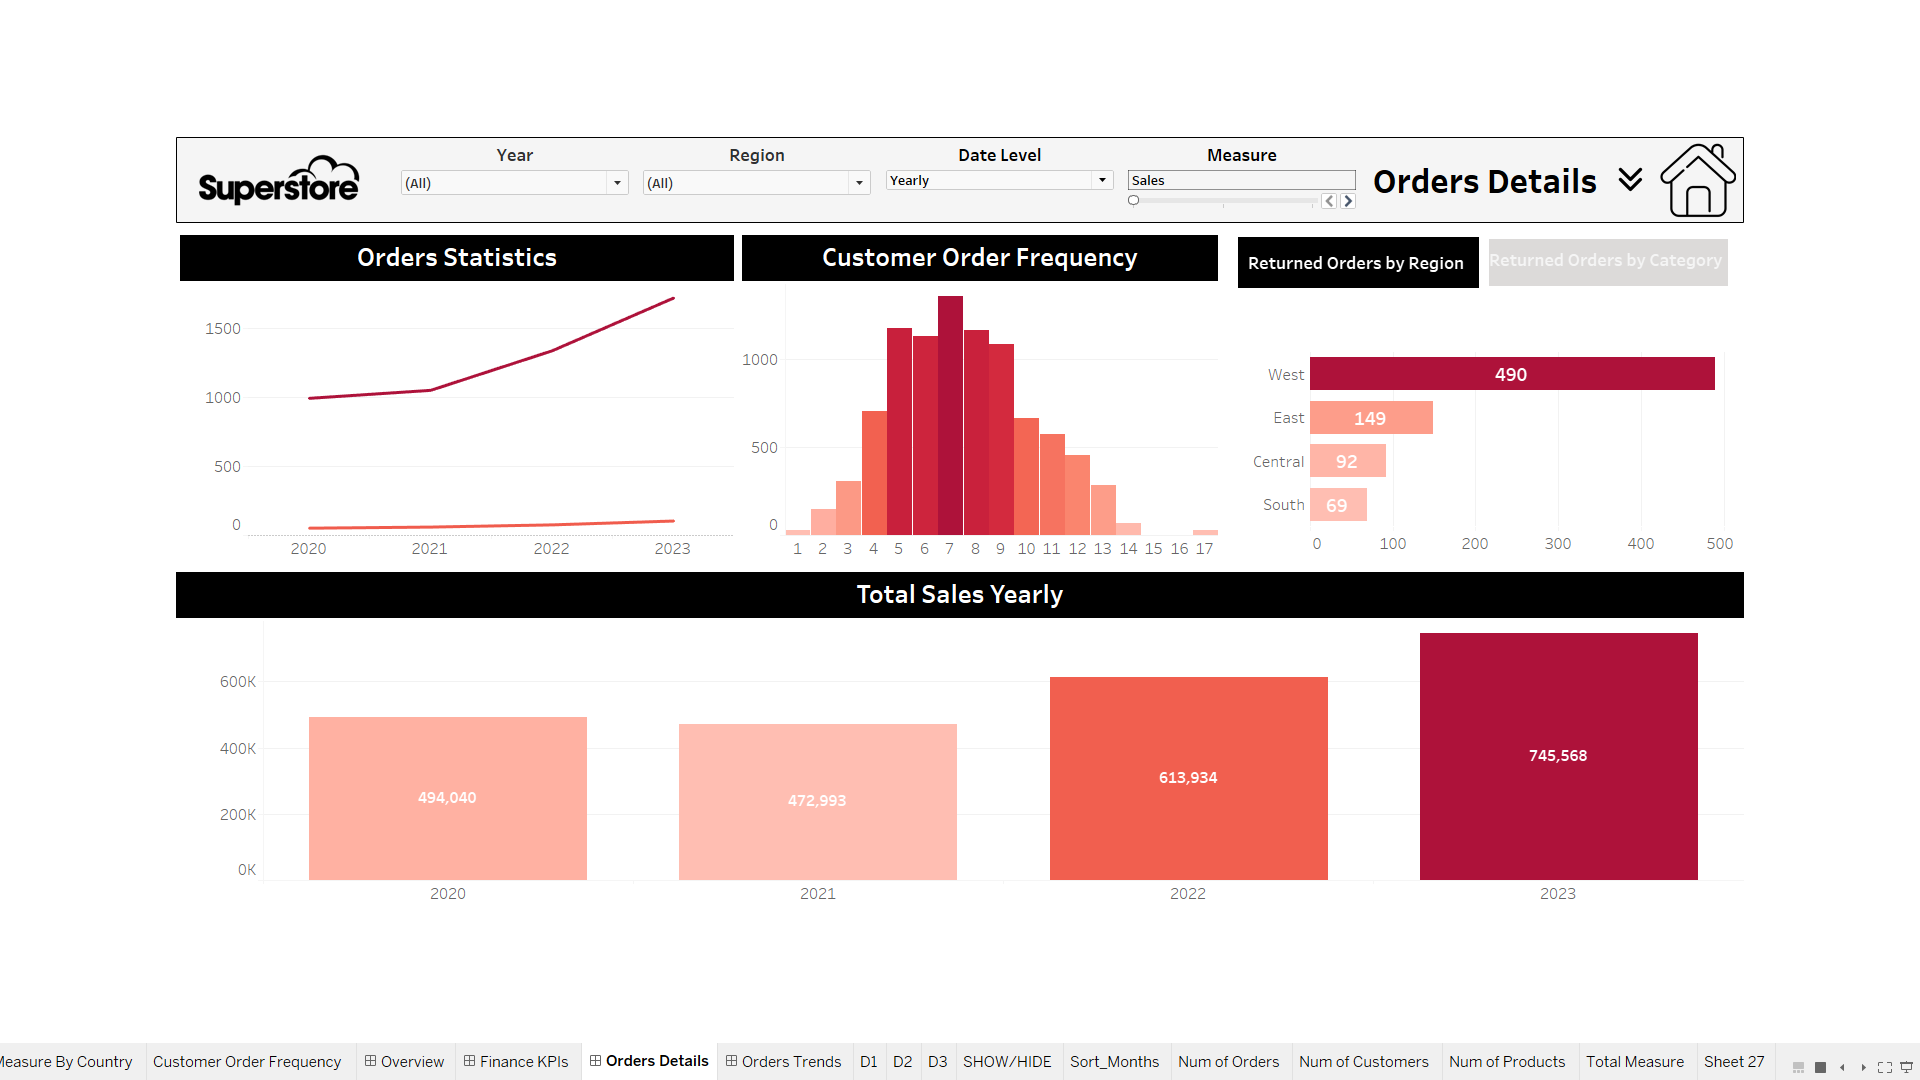 Superstore
Year
(All)
Region
(All)
Date Level
Yearly
Measure
Sales
Orders Details
Orders Statistics
1500
1000
500
0
2020 2021 2022 2023
Customer Order Frequency
1000
500
0
1 2 3 4 5 6 7 8 9 10 11 12 13 14 15 16 17
Returned Orders by Region
Returned Orders by Category
West 490
East 149
Central 92
South 69
0 100 200 300 400 500
Total Sales Yearly
600K
400K
200K
0K
494,040
472,993
613,934
745,568
2020 2021 2022 2023
Measure By Country Customer Order Frequency Overview Finance KPIs Orders Details Orders Trends D1 D2 D3 SHOW/HIDE Sort_Months Num of Orders Num of Customers Num of Products Total Measure Sheet 27